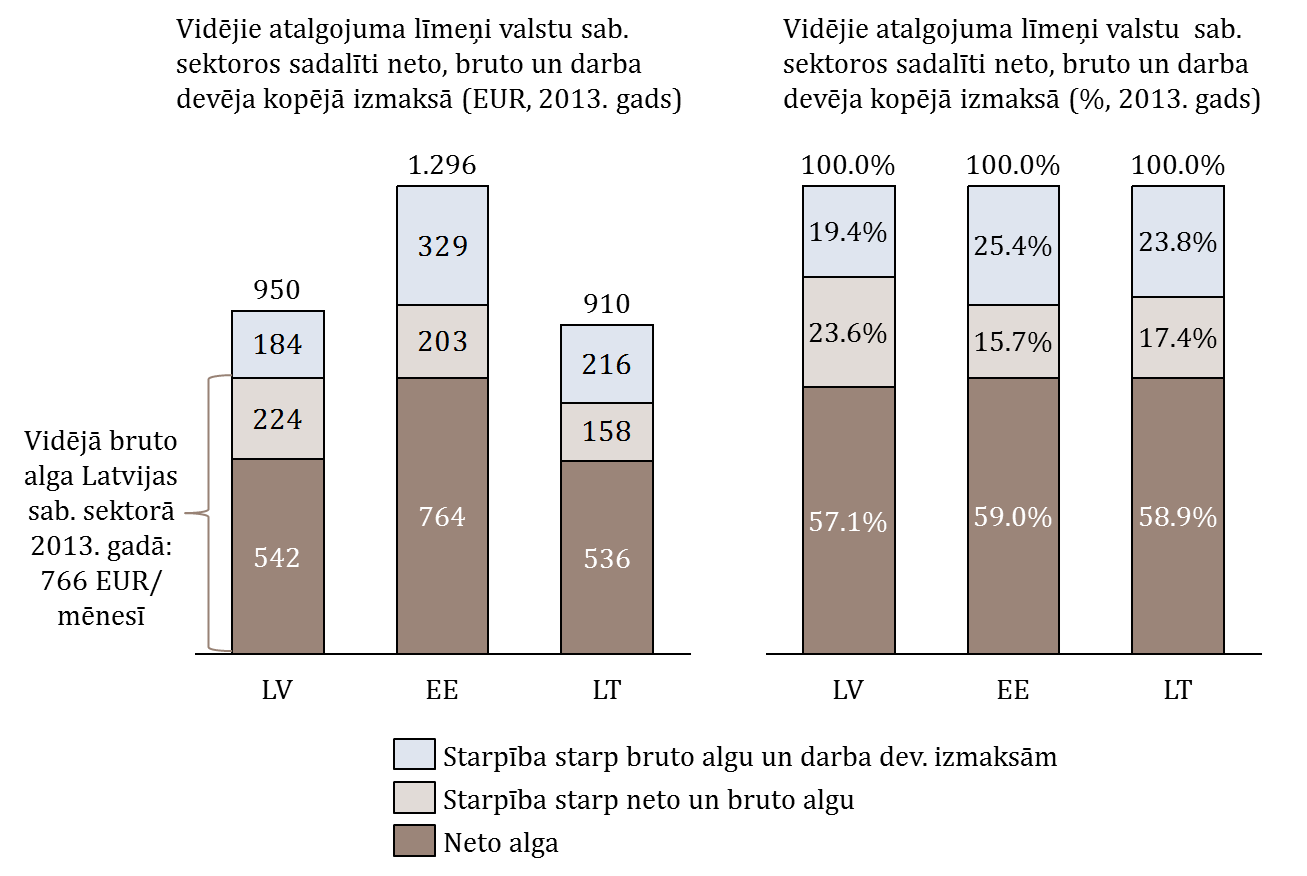 Vidējie atalgojuma līmeņi valstu sab.
sektoros sadalīti neto, bruto un darba
devēja kopējā izmaksā (EUR, 2013. gads)
1.296
950
910
329
203
764
184
224
542
216
158
536
Vidējā bruto
alga Latvijas
sab. sektorā
2013. gadā:
766 EUR/
mēnesī
LV EE LT
Vidējie atalgojuma līmeņi valstu sab.
sektoros sadalīti neto, bruto un darba
devēja kopējā izmaksā (%, 2013. gads)
100.0% 100.0% 100.0%
19.4% 25.4% 23.8%
23.6% 15.7% 17.4%
57.1% 59.0% 58.9%
LV EE LT
Starpība starp bruto algu un darba dev. izmaksām
Starpība starp neto un bruto algu
Neto alga